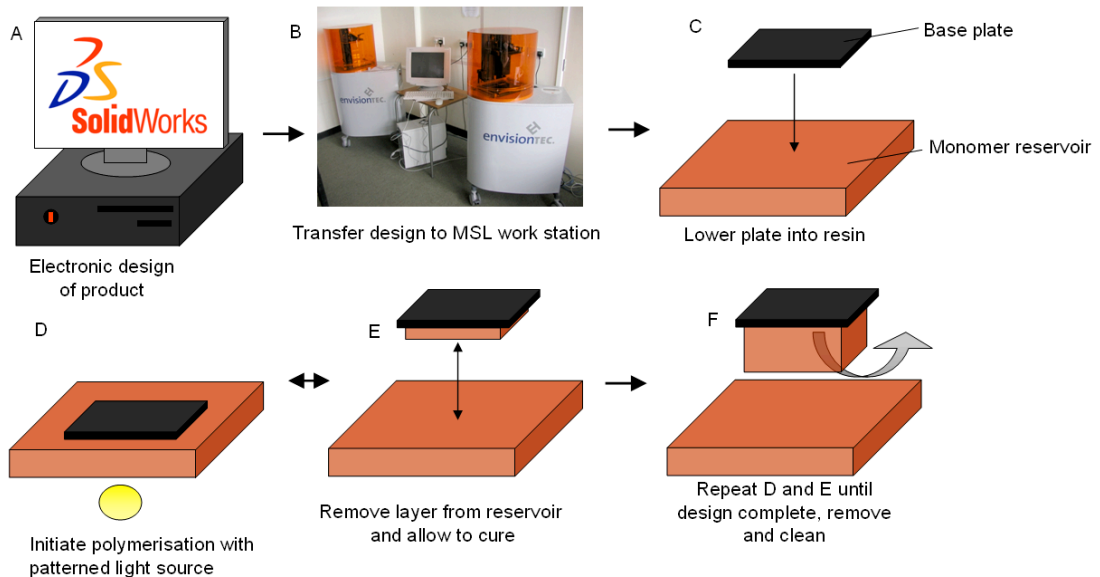 A
DS
SolidWorks
Electronic design
of product
B
envisionTEC.
envisionTEC.
Transfer design to MSL work station
C
Base plate
Monomer reservoir
Lower plate into resin
D
Initiate polymerisation with
patterned light source
E
Remove layer from reservoir
and allow to cure
F
Repeat D and E until
design complete, remove
and clean